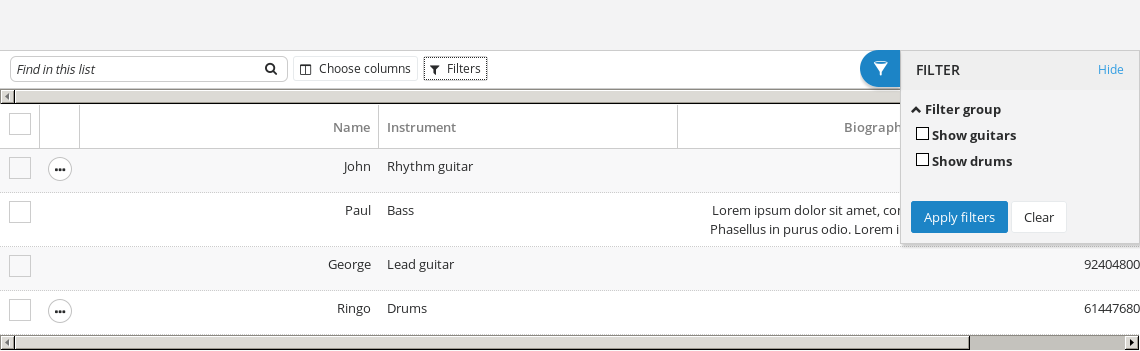 Find in this list
Choose columns
Filters
FILTER
Hide
Filter group
Show guitars
Show drums
Apply filters
Clear
Name
Instrument
Biograph
John
Rhythm guitar
Paul
Bass
Lorem ipsum dolor sit amet, co
Phasellus in purus odio. Lorem i
George
Lead guitar
92404800
Ringo
Drums
61447680